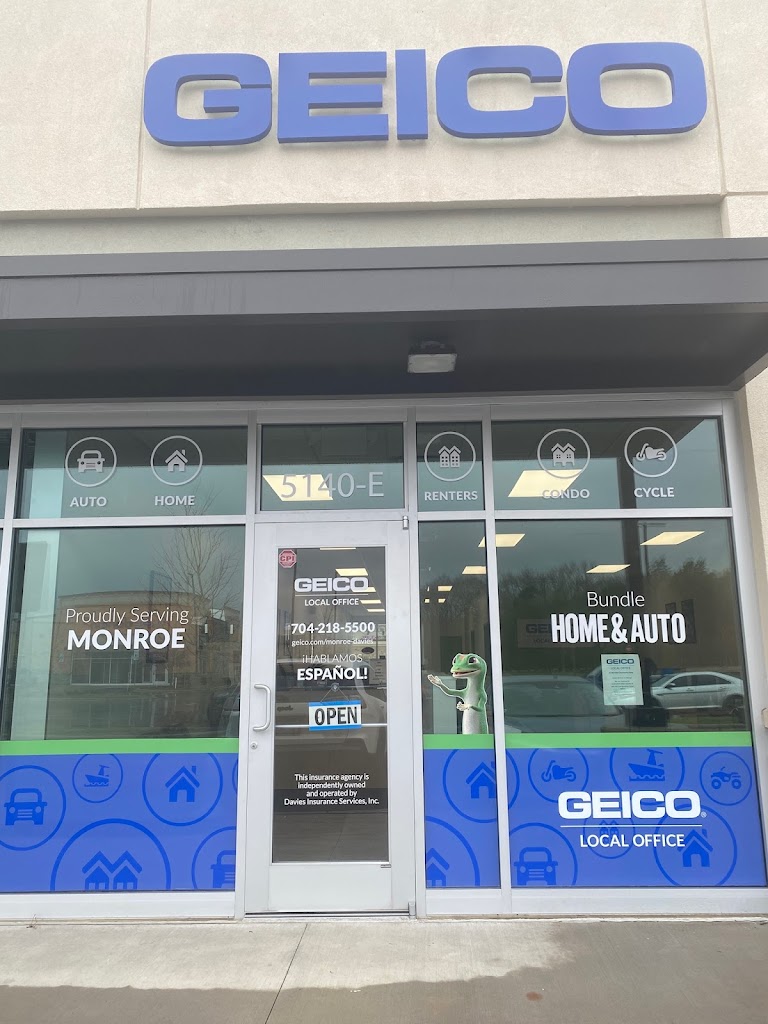 GEICO
AUTO
HOME
5140-E
RENTERS
CONDO
CYCLE
CPI
GEICO
LOCAL OFFICE
704-218-5500
geico.com/monroe-davies
¡HABLAMOS
ESPAÑOL!
OPEN
This insurance agency is
independently owned
and operated by
Davies Insurance Services, Inc.
Proudly Serving
MONROE
Bundle
HOME & AUTO
GEICO
GEICO®
LOCAL OFFICE